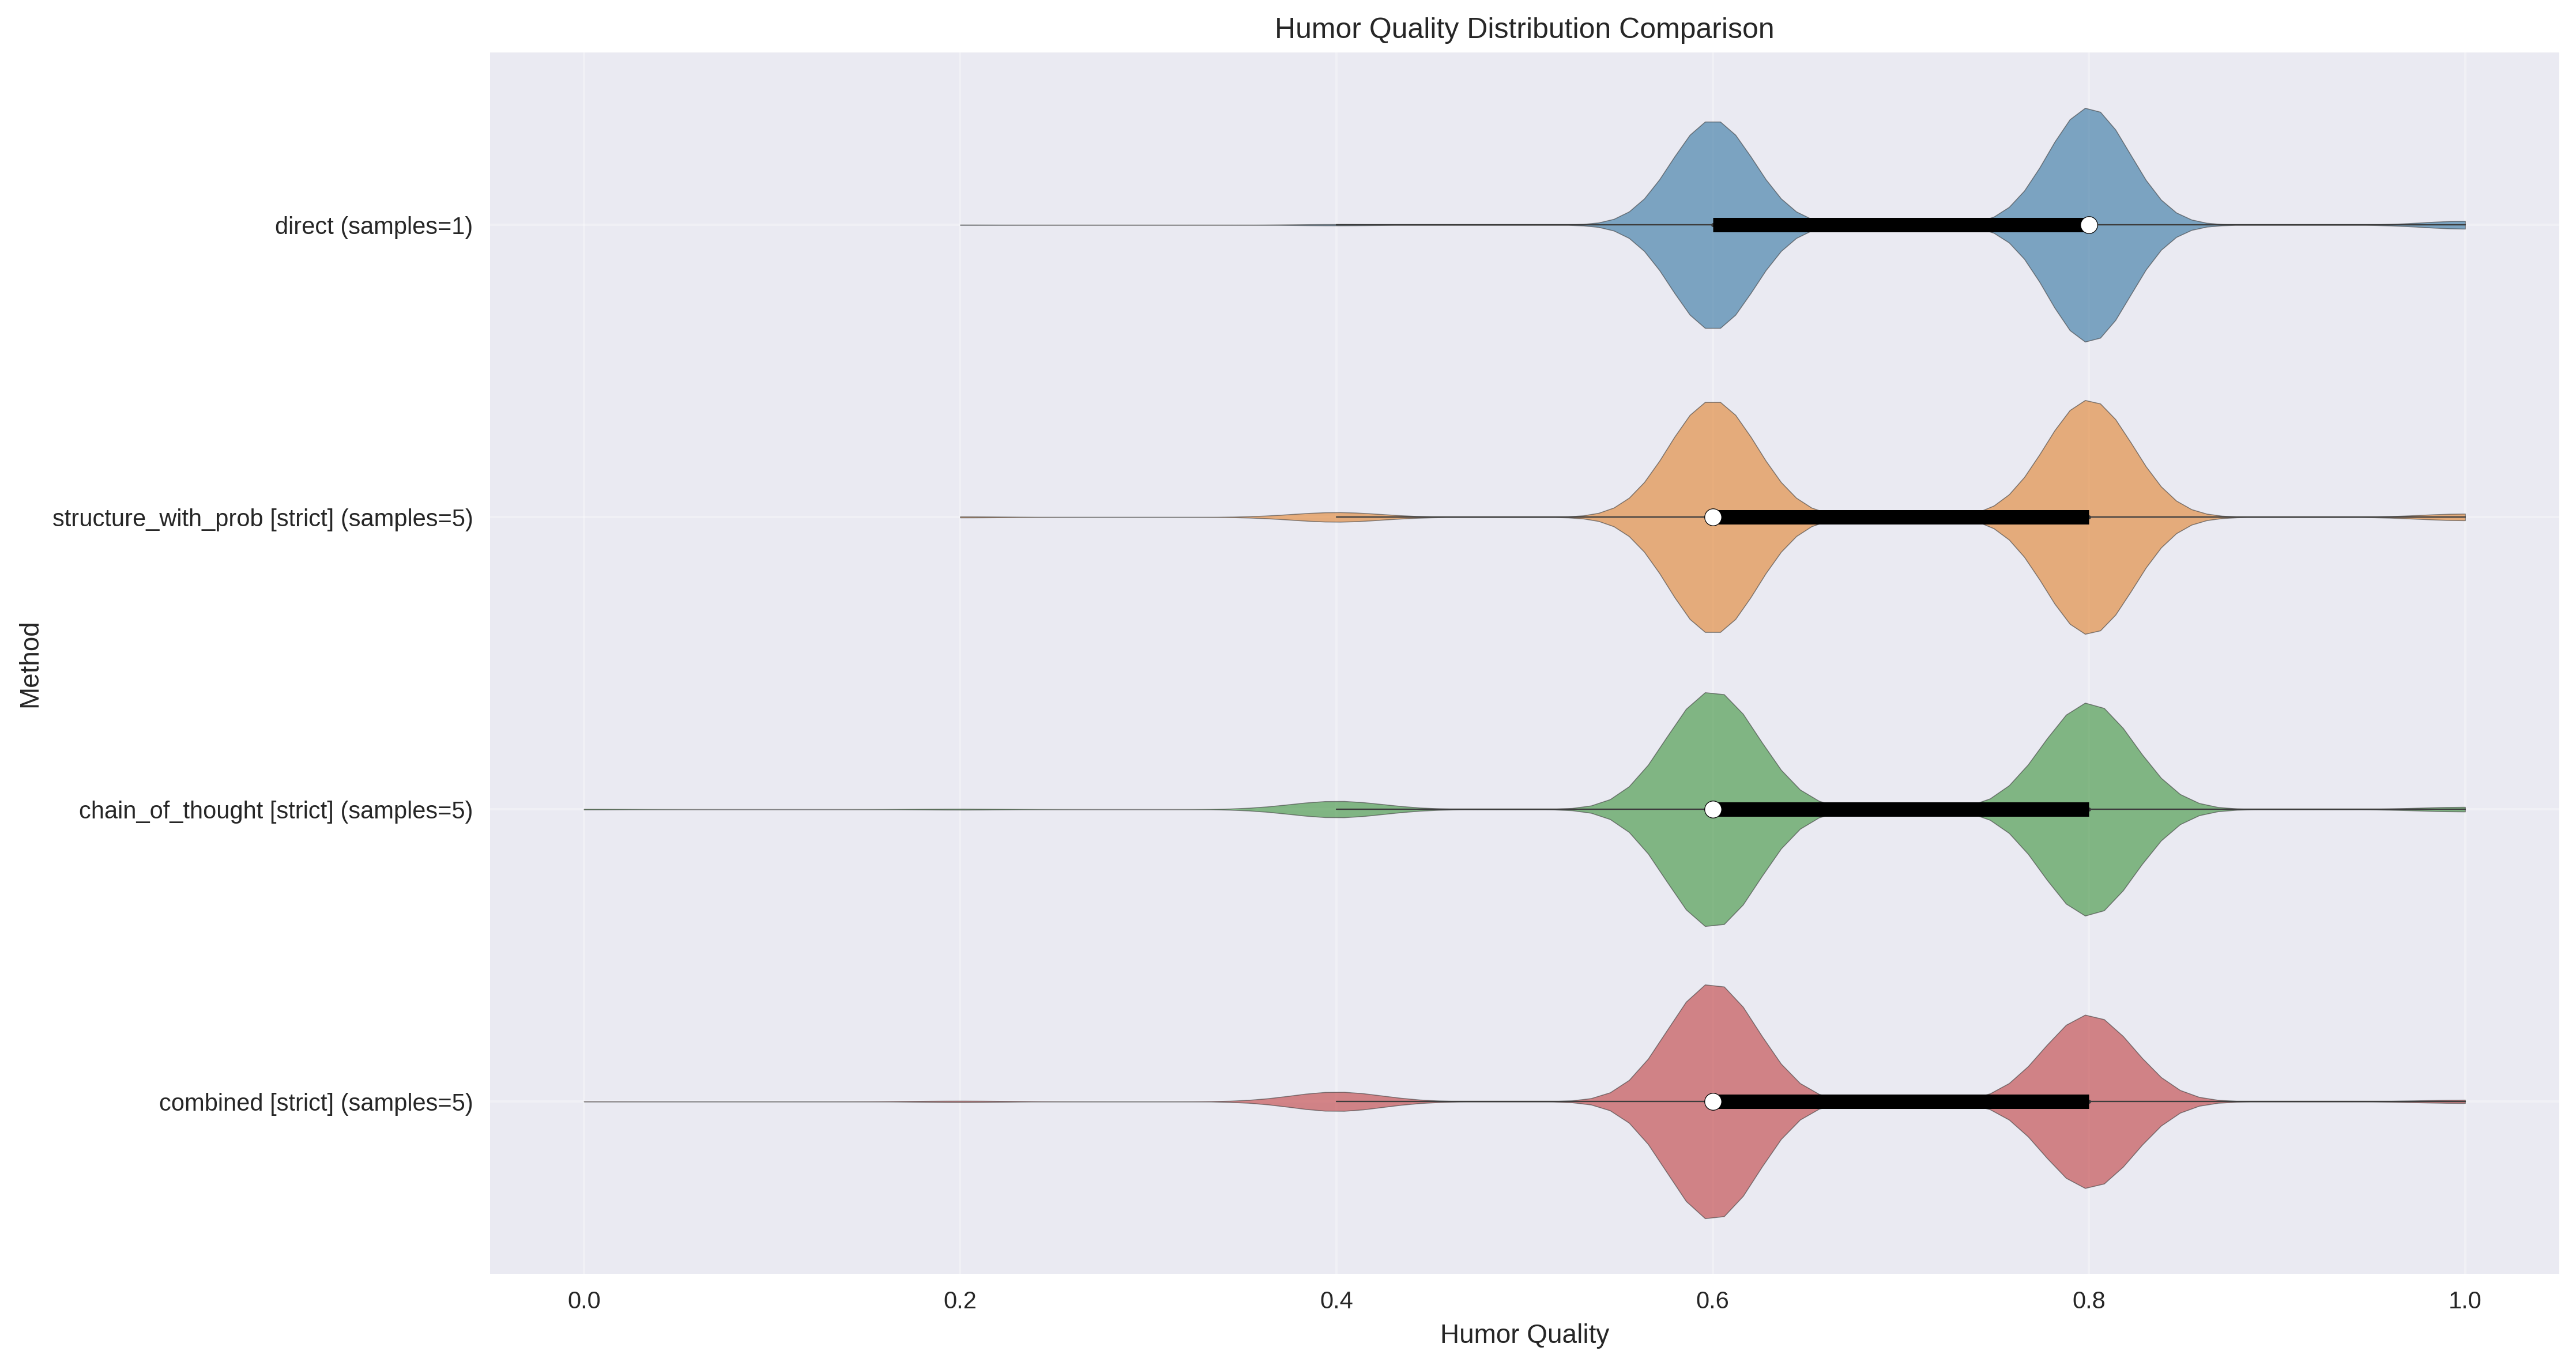 Humor Quality Distribution Comparison
direct (samples=1)
structure_with_prob [strict] (samples=5)
chain_of_thought [strict] (samples=5)
combined [strict] (samples=5)
Method
0.0 0.2 0.4 0.6 0.8 1.0
Humor Quality